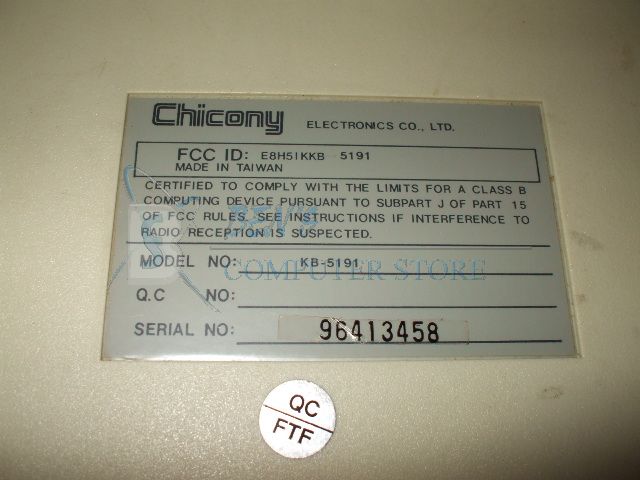 Chicony ELECTRONICS CO., LTD.
FCC ID: E8H5IKKB 5191
MADE IN TAIWAN
CERTIFIED TO COMPLY WITH THE LIMITS FOR A CLASS B
COMPUTING DEVICE PURSUANT TO SUBPART J OF PART 15
OF FCC RULES. SEE INSTRUCTIONS IF INTERFERENCE TO
RADIO RECEPTION IS SUSPECTED.
MODEL NO: KB-5191
COMPUTER STORE
Q.C NO:
SERIAL NO: 96413458
QC
FTF